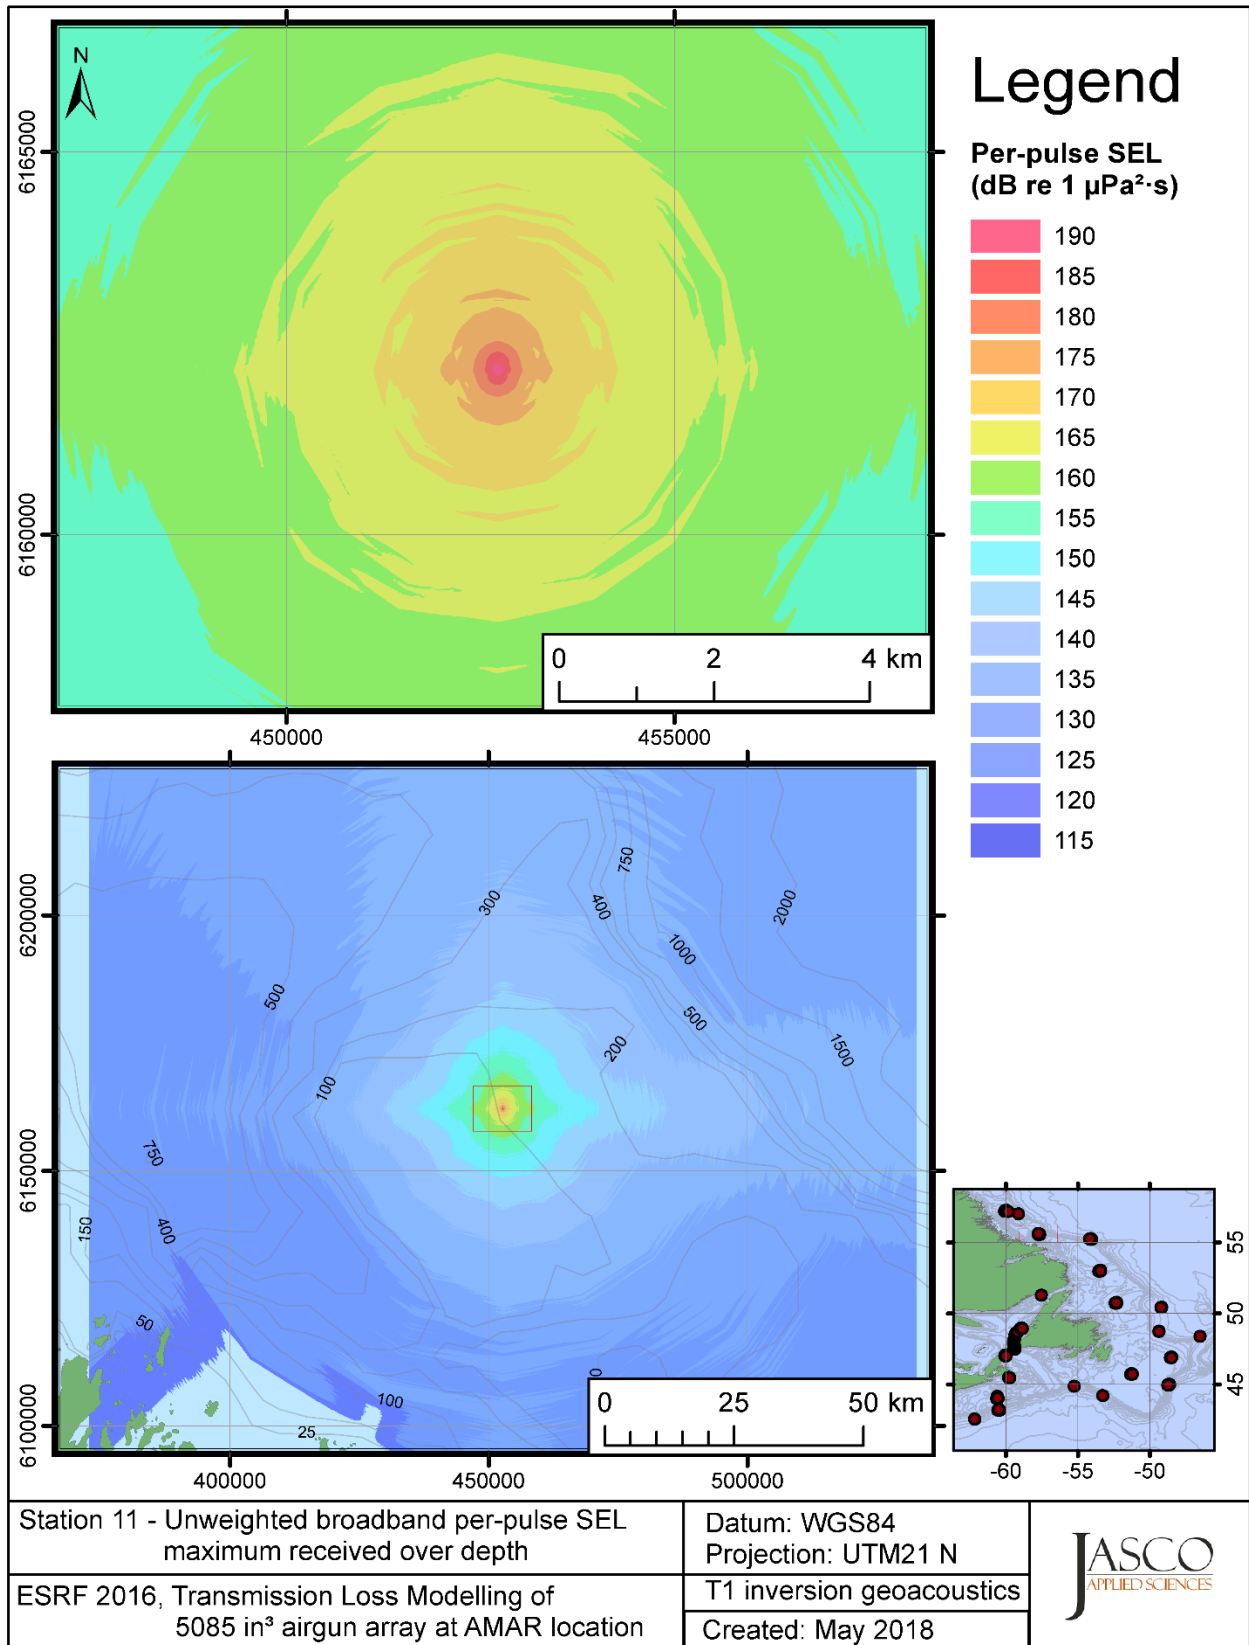 N
6165000
6160000
0 2 4 km
450000 455000
Legend
Per-pulse SEL
(dB re 1 µPa²·s)
190
185
180
175
170
165
160
155
150
145
140
135
130
125
120
115
6200000
6150000
6100000
750
400
300
2000
1000
500
500
200
1500
100
750
400
150
50
100
25
0 25 50 km
400000 450000 500000
55
50
45
-60 -55 -50
Station 11 - Unweighted broadband per-pulse SEL
maximum received over depth
ESRF 2016, Transmission Loss Modelling of
5085 in³ airgun array at AMAR location
Datum: WGS84
Projection: UTM21 N
T1 inversion geoacoustics
Created: May 2018
JASCO
APPLIED SCIENCES